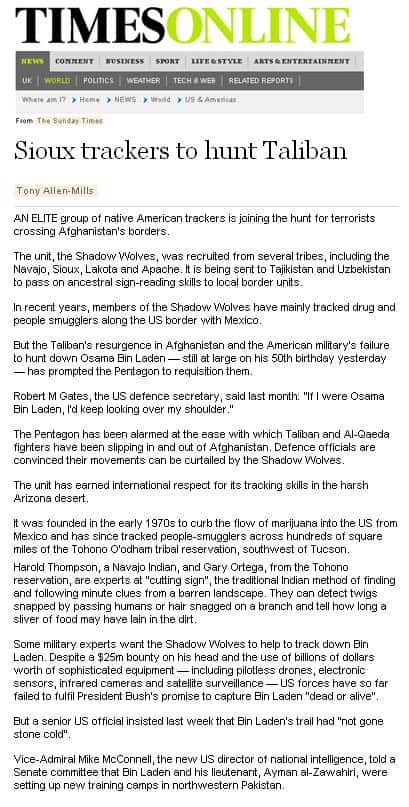 TIMESONLINE
NEWS COMMENT BUSINESS SPORT LIFE & STYLE ARTS & ENTERTAINMENT
UK WORLD POLITICS WEATHER TECH & WEB RELATED REPORTS
Where am I? Home NEWS World US & Americas
From The Sunday Times
Sioux trackers to hunt Taliban
Tony Allen-Mills
AN ELITE group of native American trackers is joining the hunt for terrorists
crossing Afghanistan's borders.
The unit, the Shadow Wolves, was recruited from several tribes, including the
Navajo, Sioux, Lakota and Apache. It is being sent to Tajikistan and Uzbekistan
to pass on ancestral sign-reading skills to local border units.
In recent years, members of the Shadow Wolves have mainly tracked drug and
people smugglers along the US border with Mexico.
But the Taliban's resurgence in Afghanistan and the American military's failure
to hunt down Osama Bin Laden — still at large on his 50th birthday yesterday
— has prompted the Pentagon to requisition them.
Robert M Gates, the US defence secretary, said last month: "If I were Osama
Bin Laden, I'd keep looking over my shoulder."
The Pentagon has been alarmed at the ease with which Taliban and Al-Qaeda
fighters have been slipping in and out of Afghanistan. Defence officials are
convinced their movements can be curtailed by the Shadow Wolves.
The unit has earned international respect for its tracking skills in the harsh
Arizona desert.
It was founded in the early 1970s to curb the flow of marijuana into the US from
Mexico and has since tracked people-smugglers across hundreds of square
miles of the Tohono O'odham tribal reservation, southwest of Tucson.
Harold Thompson, a Navajo Indian, and Gary Ortega, from the Tohono
reservation, are experts at "cutting sign", the traditional Indian method of finding
and following minute clues from a barren landscape. They can detect twigs
snapped by passing humans or hair snagged on a branch and tell how long a
sliver of food may have lain in the dirt.
Some military experts want the Shadow Wolves to help to track down Bin
Laden. Despite a $25m bounty on his head and the use of billions of dollars
worth of sophisticated equipment — including pilotless drones, electronic
sensors, infrared cameras and satellite surveillance — US forces have so far
failed to fulfil President Bush's promise to capture Bin Laden "dead or alive".
But a senior US official insisted last week that Bin Laden's trail had "not gone
stone cold".
Vice-Admiral Mike McConnell, the new US director of national intelligence, told a
Senate committee that Bin Laden and his lieutenant, Ayman al-Zawahiri, were
setting up new training camps in northwestern Pakistan.